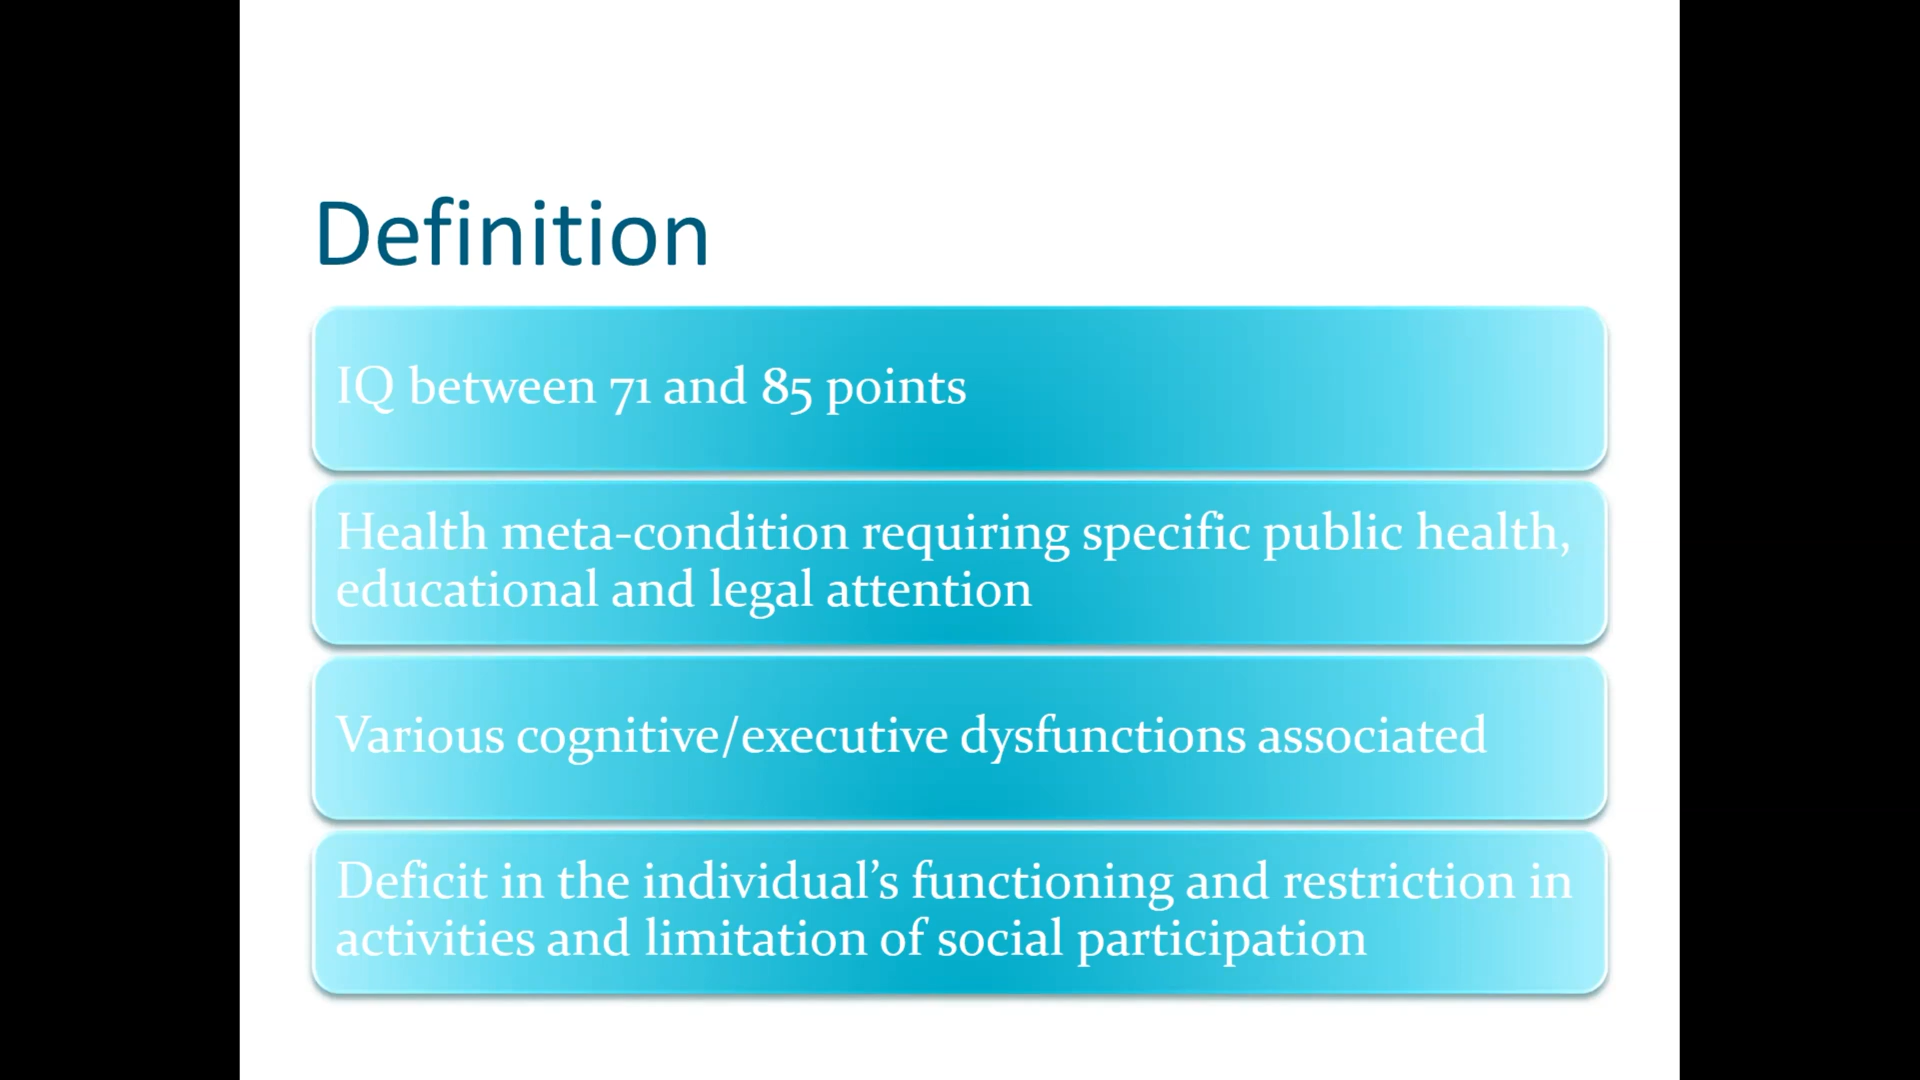 Definition
IQ between 71 and 85 points
Health meta-condition requiring specific public health,
educational and legal attention
Various cognitive/executive dysfunctions associated
Deficit in the individual’s functioning and restriction in
activities and limitation of social participation